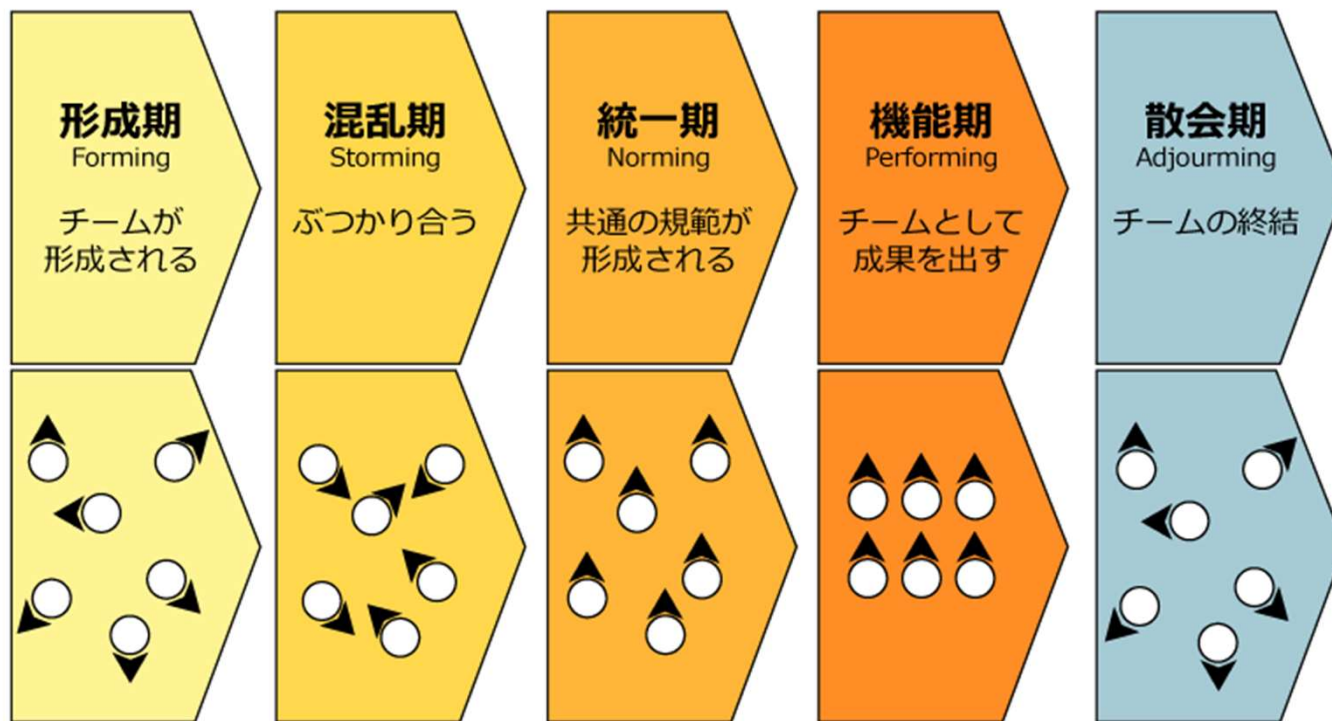 形成期
Forming
チームが
形成される
混乱期
Storming
ぶつかり合う
統一期
Norming
共通の規範が
形成される
機能期
Performing
チームとして
成果を出す
散会期
Adjourming
チームの終結